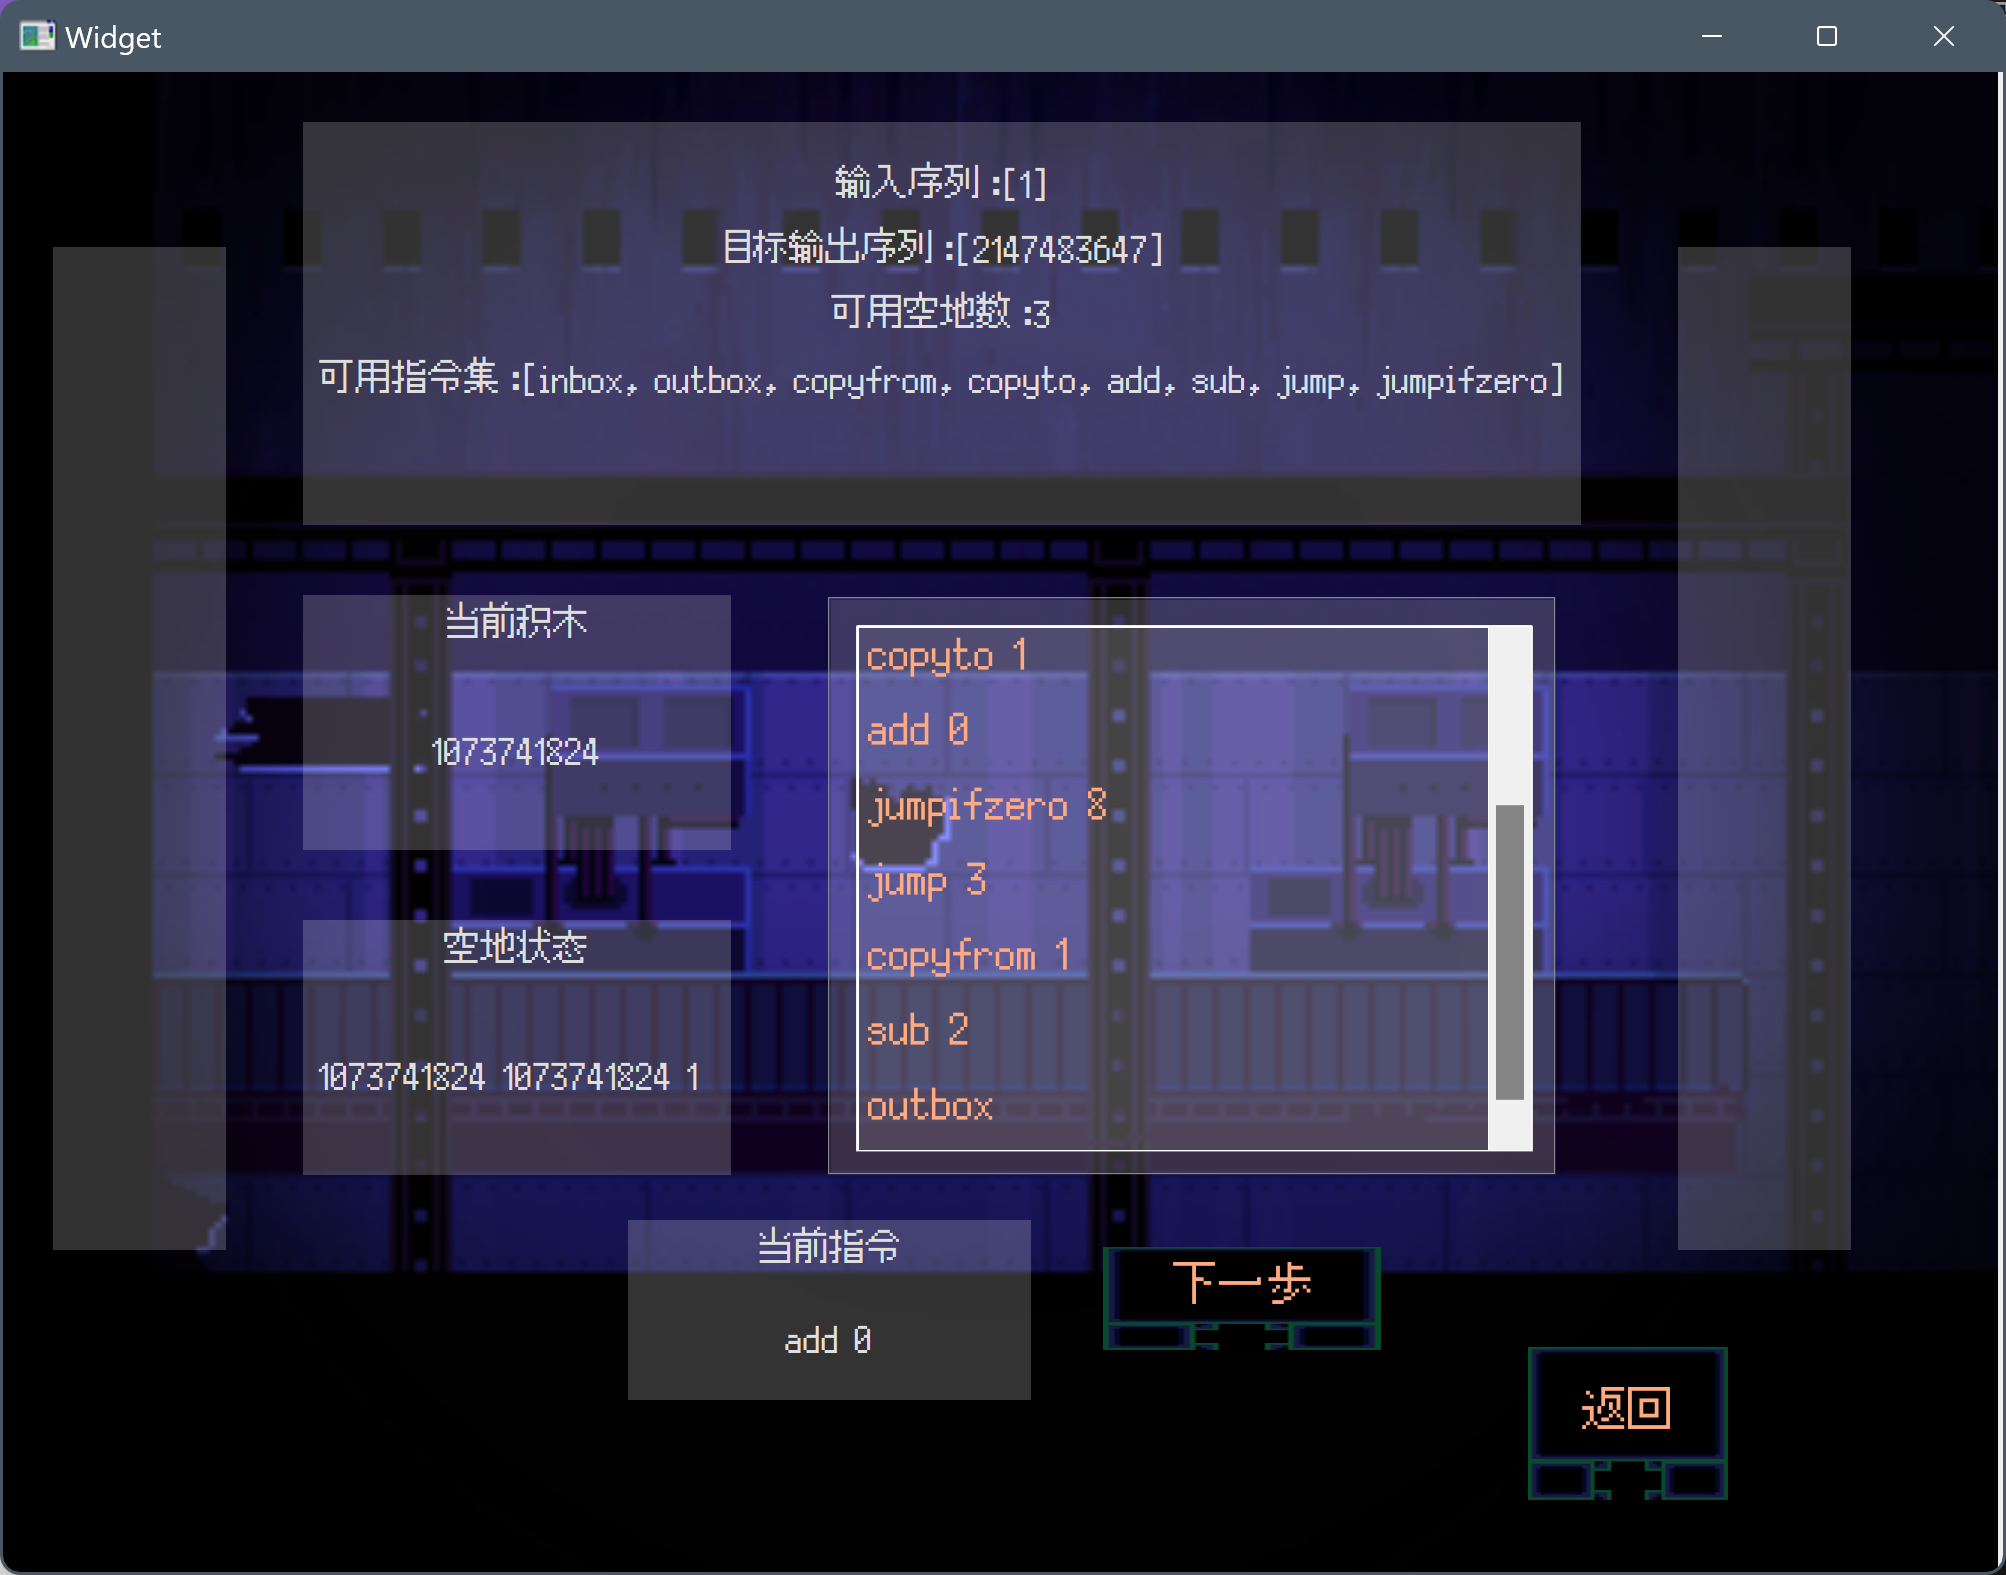 Widget
输入序列 :[1]
目标输出序列 :[2147483647]
可用空地数 :3
可用指令集 :[inbox, outbox, copyfrom, copyto, add, sub, jump, jumpifzero]
当前积木
1073741824
空地状态
1073741824 1073741824 1
copyto 1
add 0
jumpifzero 8
jump 3
copyfrom 1
sub 2
outbox
当前指令
add 0
下一步
返回